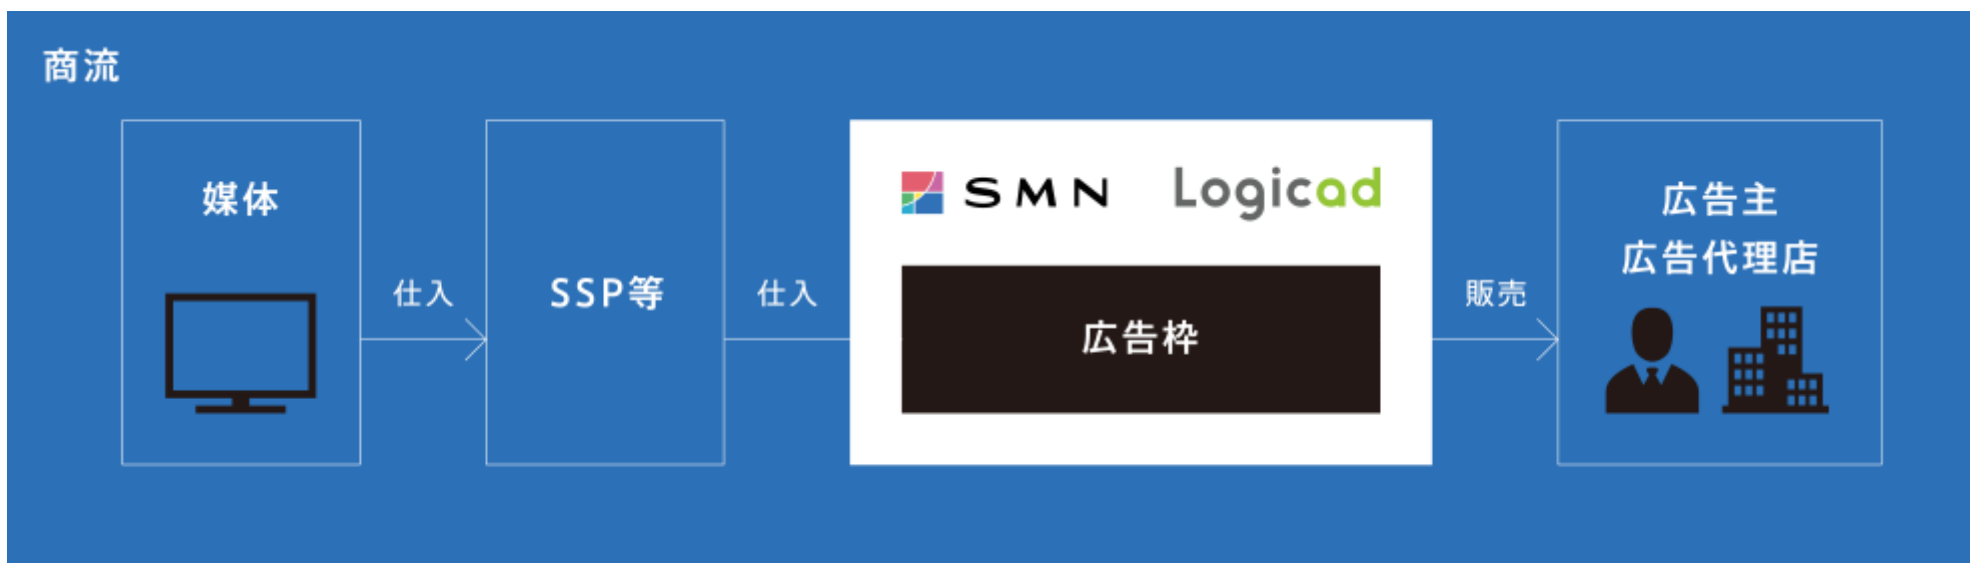 商流
媒体
仕入
SSP等
仕入
SMN
Logicad
広告枠
販売
広告主
広告代理店